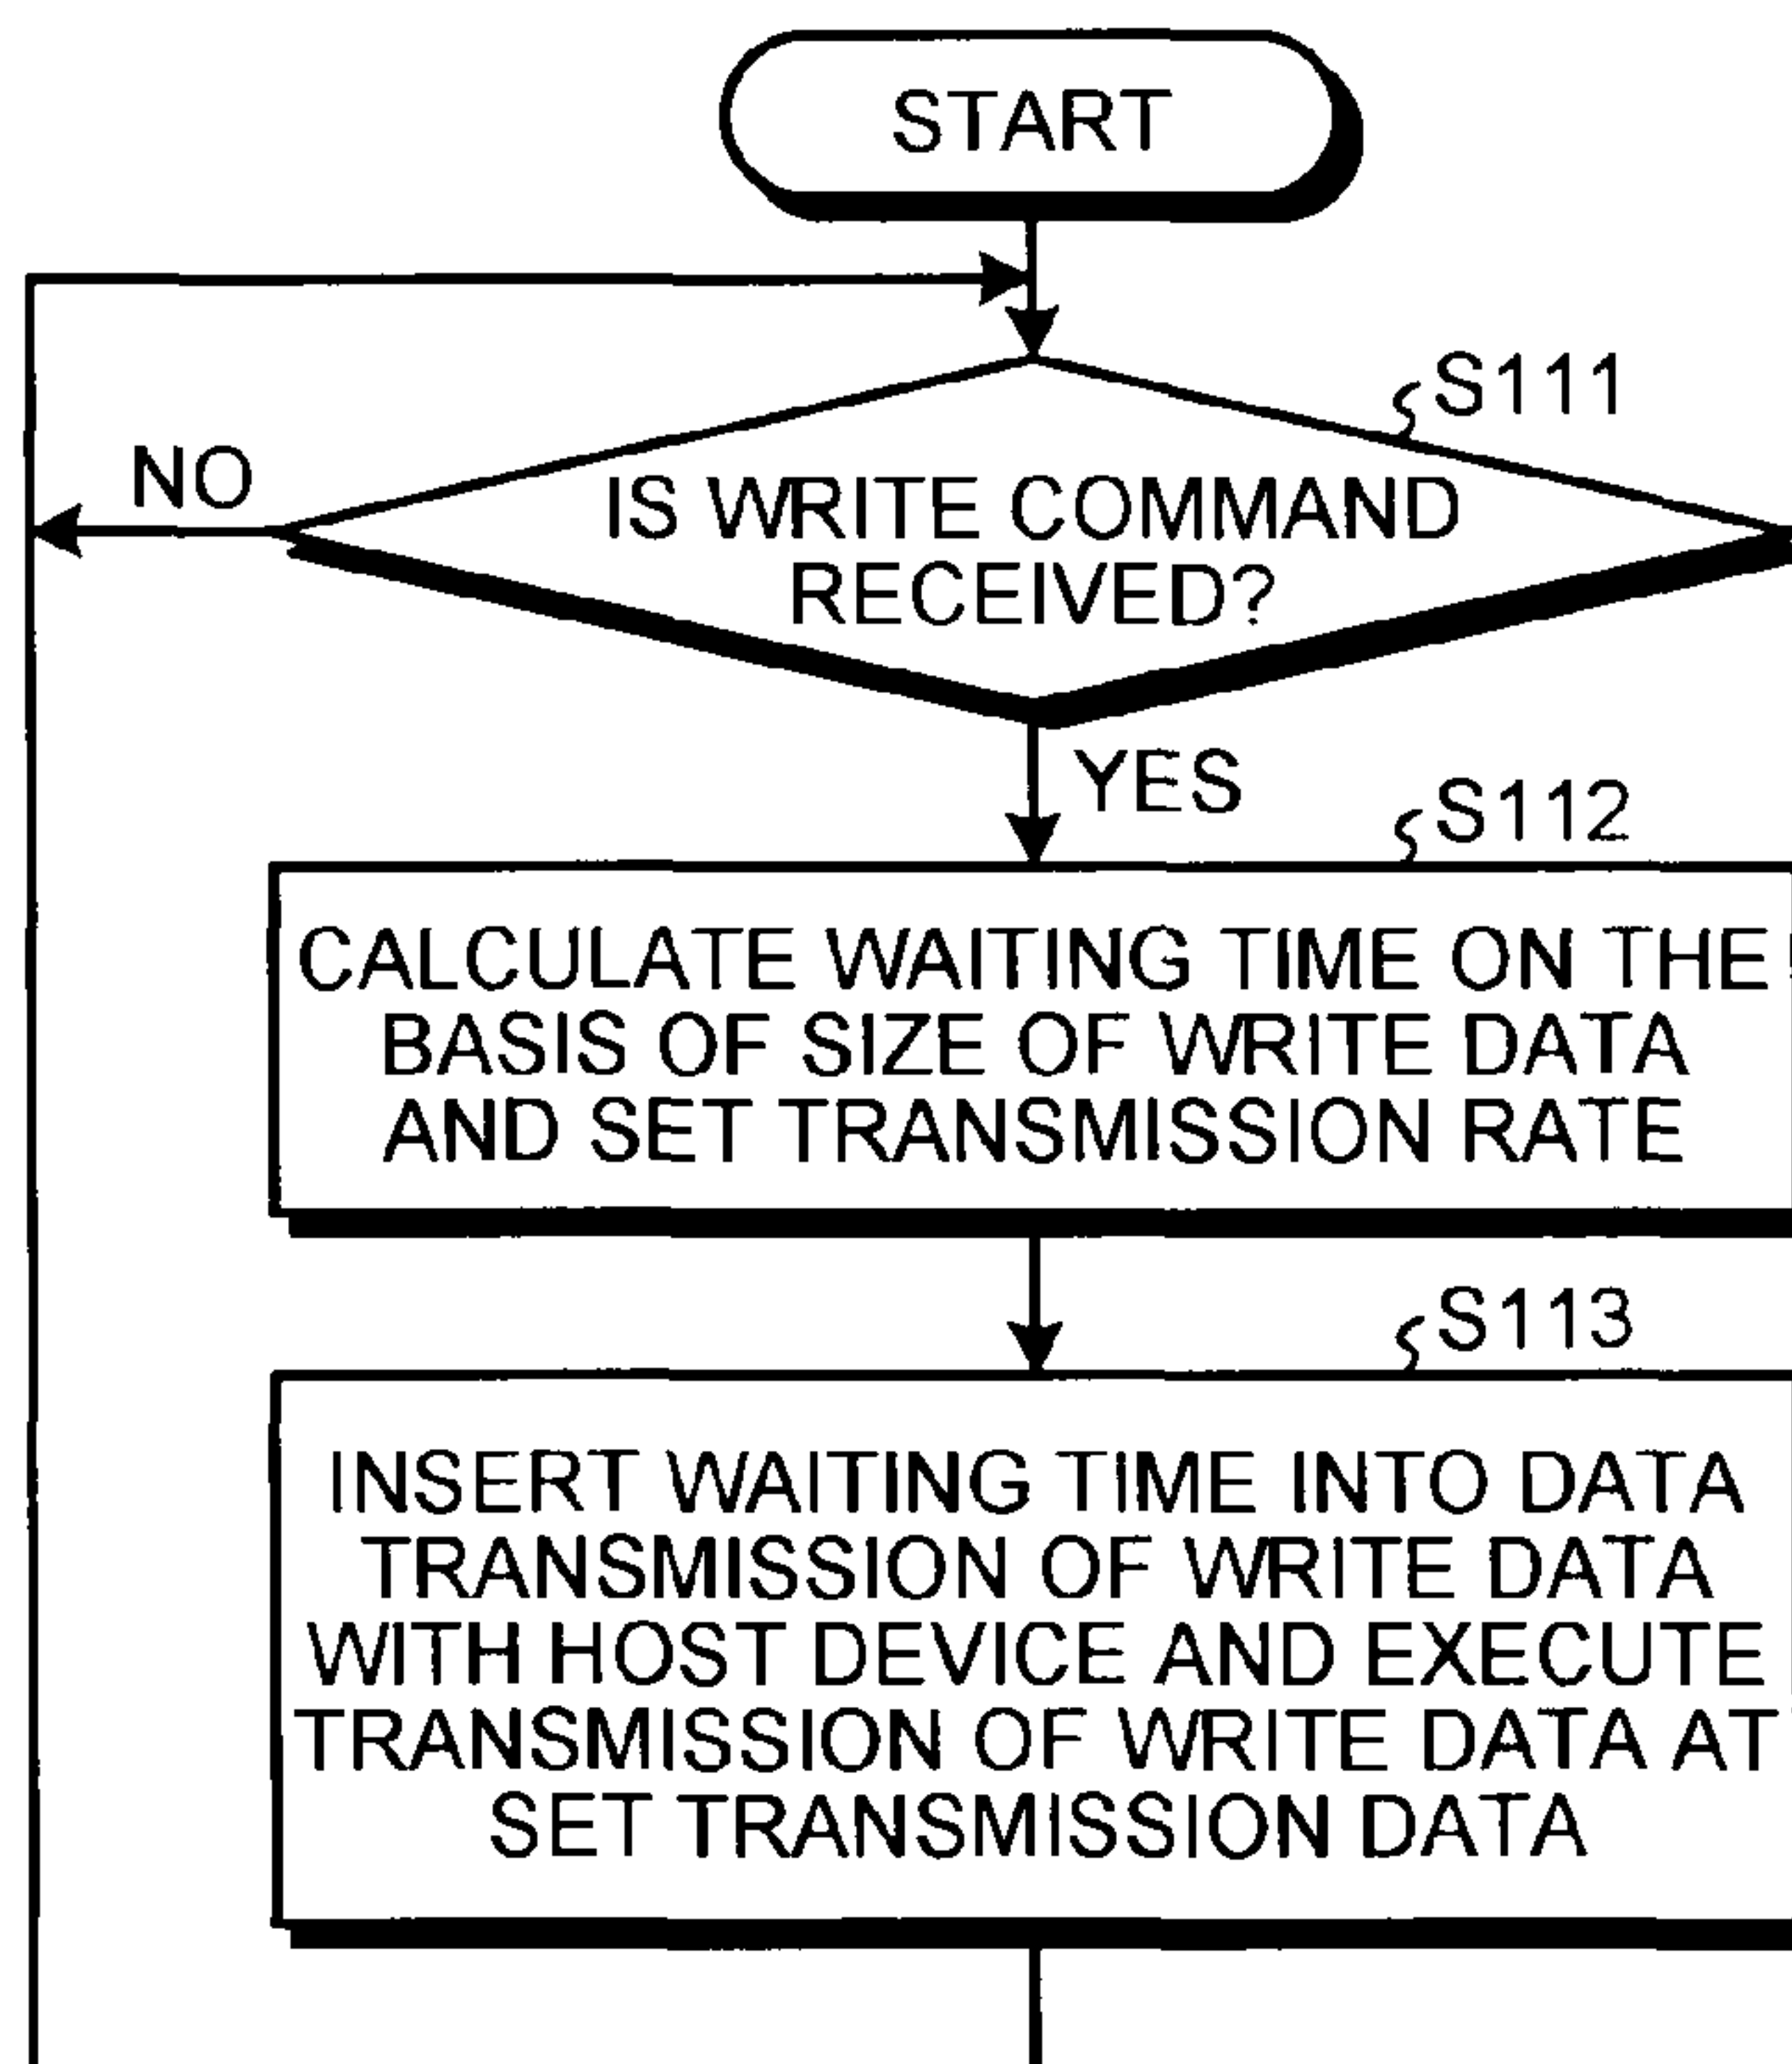 START
S111
NO
IS WRITE COMMAND
RECEIVED?
YES
S112
CALCULATE WAITING TIME ON THE
BASIS OF SIZE OF WRITE DATA
AND SET TRANSMISSION RATE
S113
INSERT WAITING TIME INTO DATA
TRANSMISSION OF WRITE DATA
WITH HOST DEVICE AND EXECUTE
TRANSMISSION OF WRITE DATA AT
SET TRANSMISSION DATA